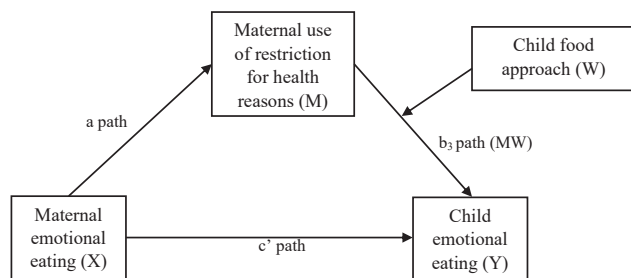 Maternal use
of restriction
for health
reasons (M)
Child food
approach (W)
a path
b₃ path (MW)
Maternal
emotional
eating (X)
c’ path
Child
emotional
eating (Y)